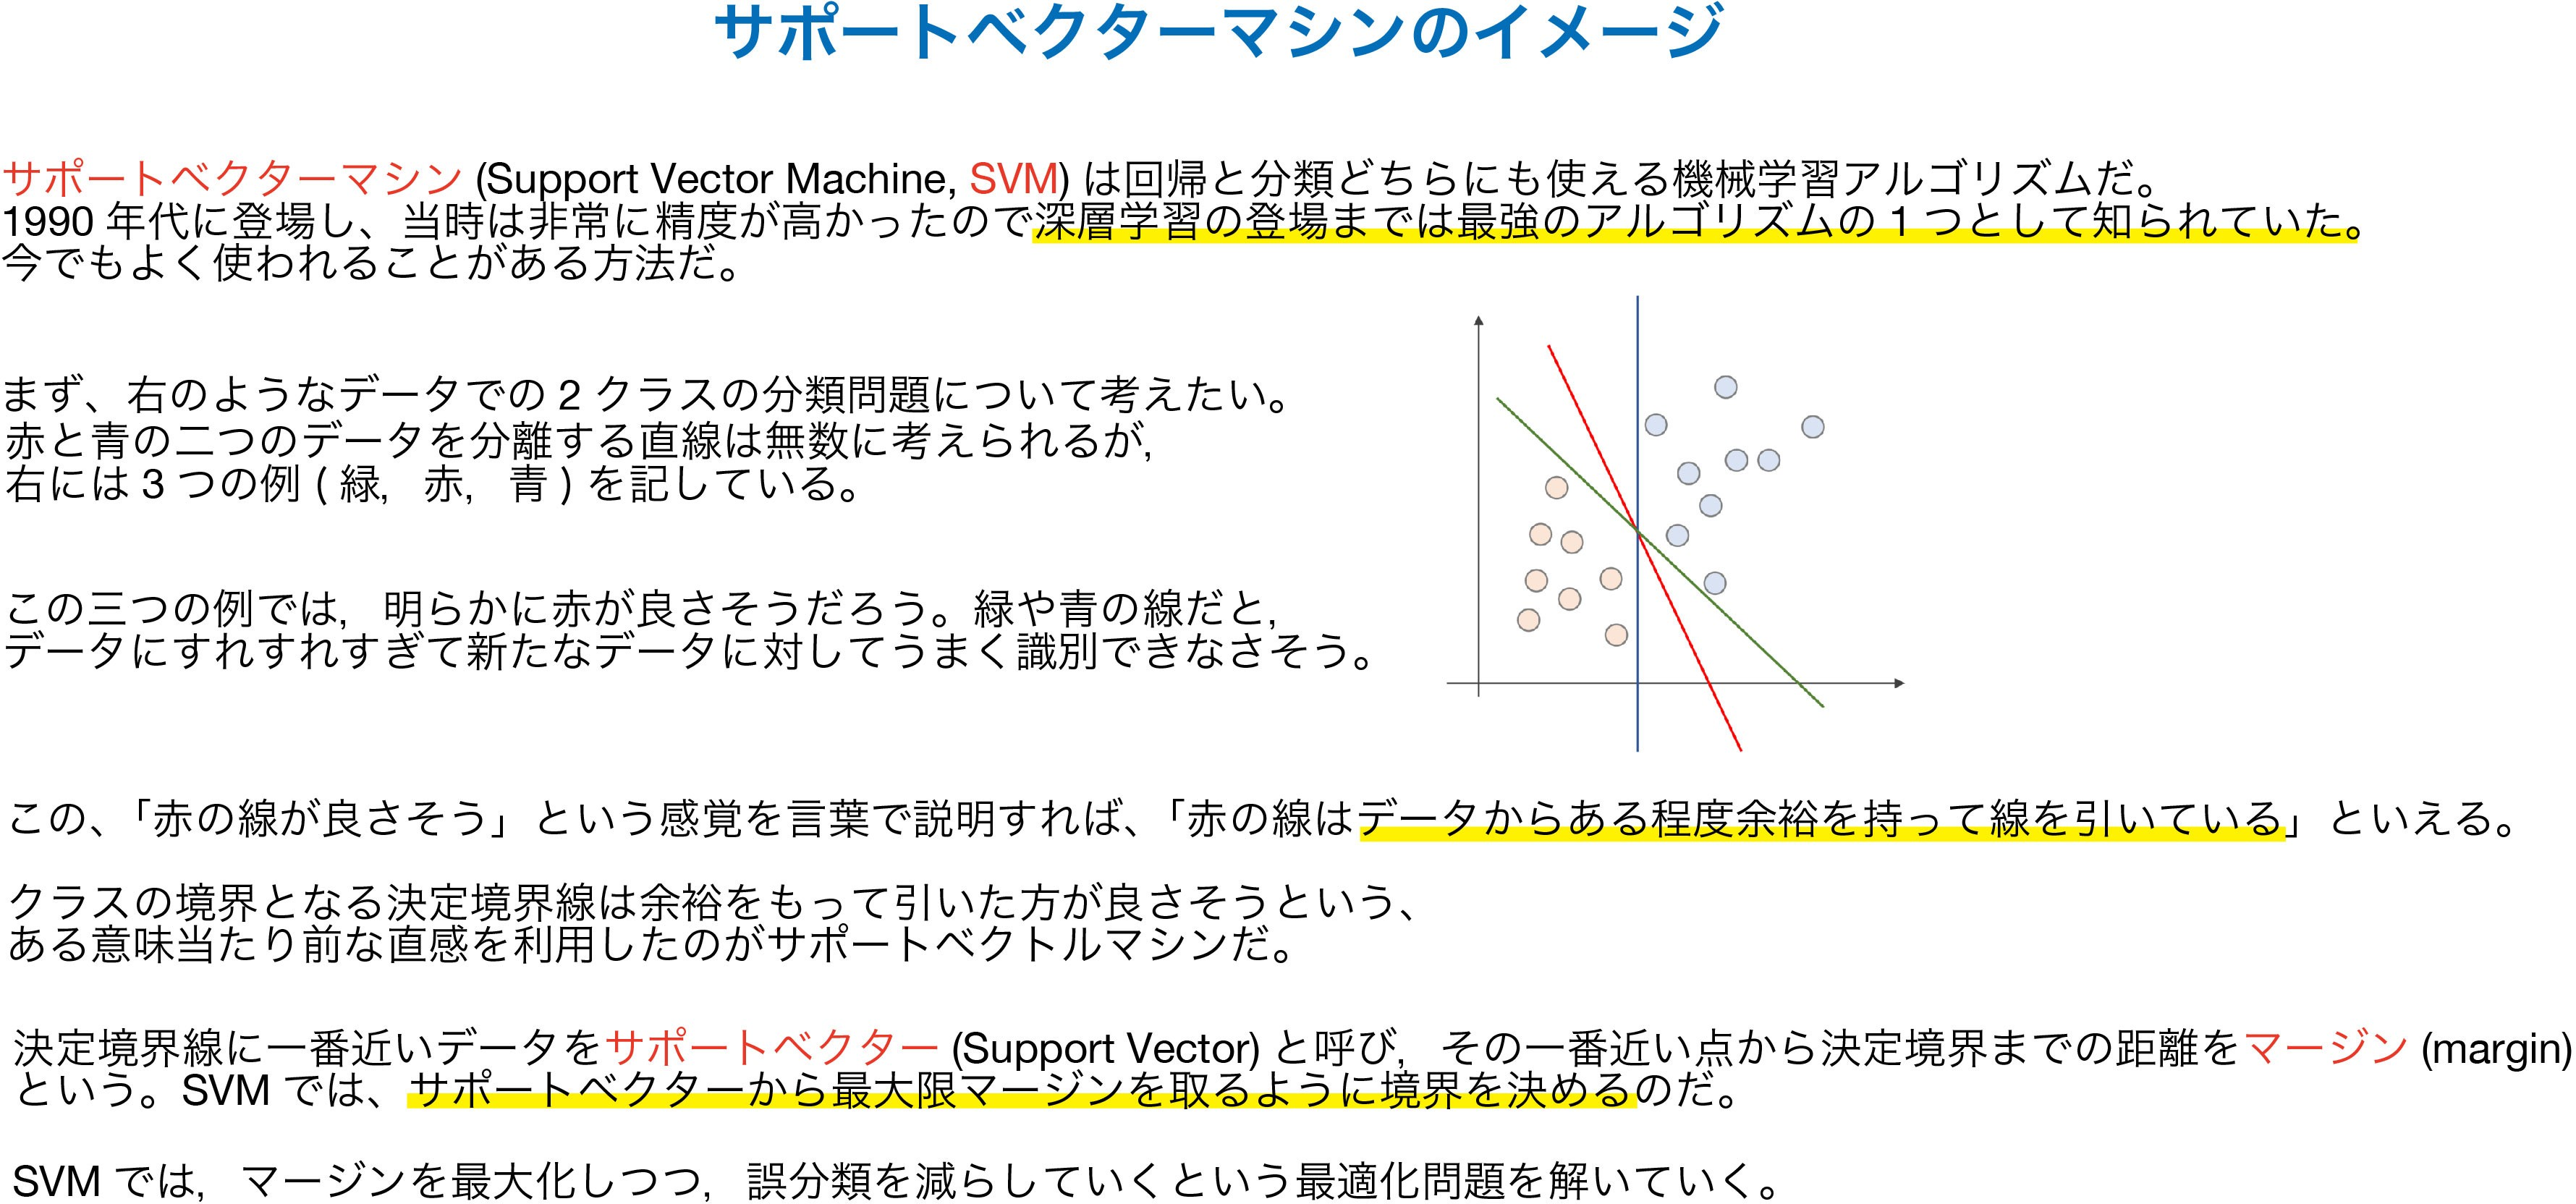 サポートベクターマシンのイメージ
サポートベクターマシン (Support Vector Machine, SVM) は回帰と分類どちらにも使える機械学習アルゴリズムだ。
1990 年代に登場し、当時は非常に精度が高かったので深層学習の登場までは最強のアルゴリズムの 1 つとして知られていた。
今でもよく使われることがある方法だ。
まず、右のようなデータでの 2 クラスの分類問題について考えたい。
赤と青の二つのデータを分離する直線は無数に考えられるが,
右には 3 つの例 ( 緑, 赤, 青 ) を記している。
この三つの例では, 明らかに赤が良さそうだろう。緑や青の線だと,
データにすれすれすぎて新たなデータに対してうまく識別できなさそう。
この、「赤の線が良さそう」という感覚を言葉で説明すれば、「赤の線はデータからある程度余裕を持って線を引いている」といえる。
クラスの境界となる決定境界線は余裕をもって引いた方が良さそうという、
ある意味当たり前な直感を利用したのがサポートベクトルマシンだ。
決定境界線に一番近いデータをサポートベクター (Support Vector) と呼び, その一番近い点から決定境界までの距離をマージン (margin)
という。SVM では、サポートベクターから最大限マージンを取るように境界を決めるのだ。
SVM では, マージンを最大化しつつ, 誤分類を減らしていくという最適化問題を解いていく。